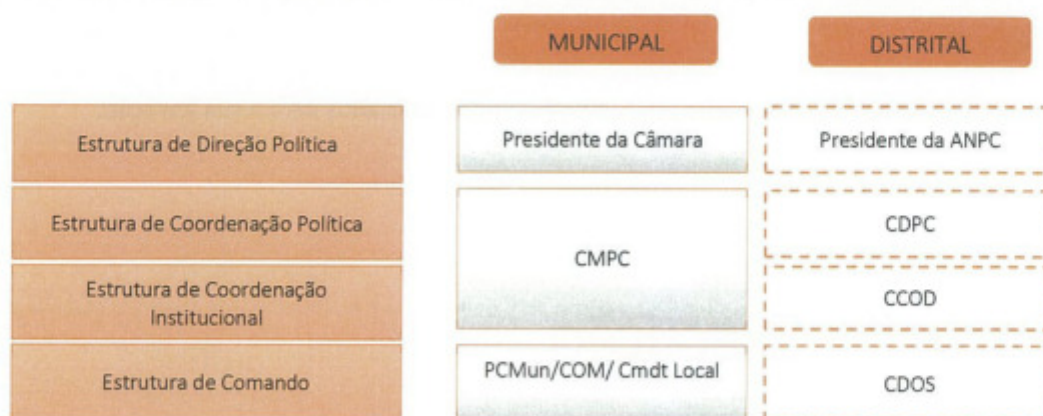 MUNICIPAL
DISTRITAL
Estrutura de Direção Política
Presidente da Câmara
Presidente da ANPC
Estrutura de Coordenação Política
CMPC
CDPC
Estrutura de Coordenação
Institucional
CCOD
Estrutura de Comando
PCMun/COM/ Cmdt Local
CDOS